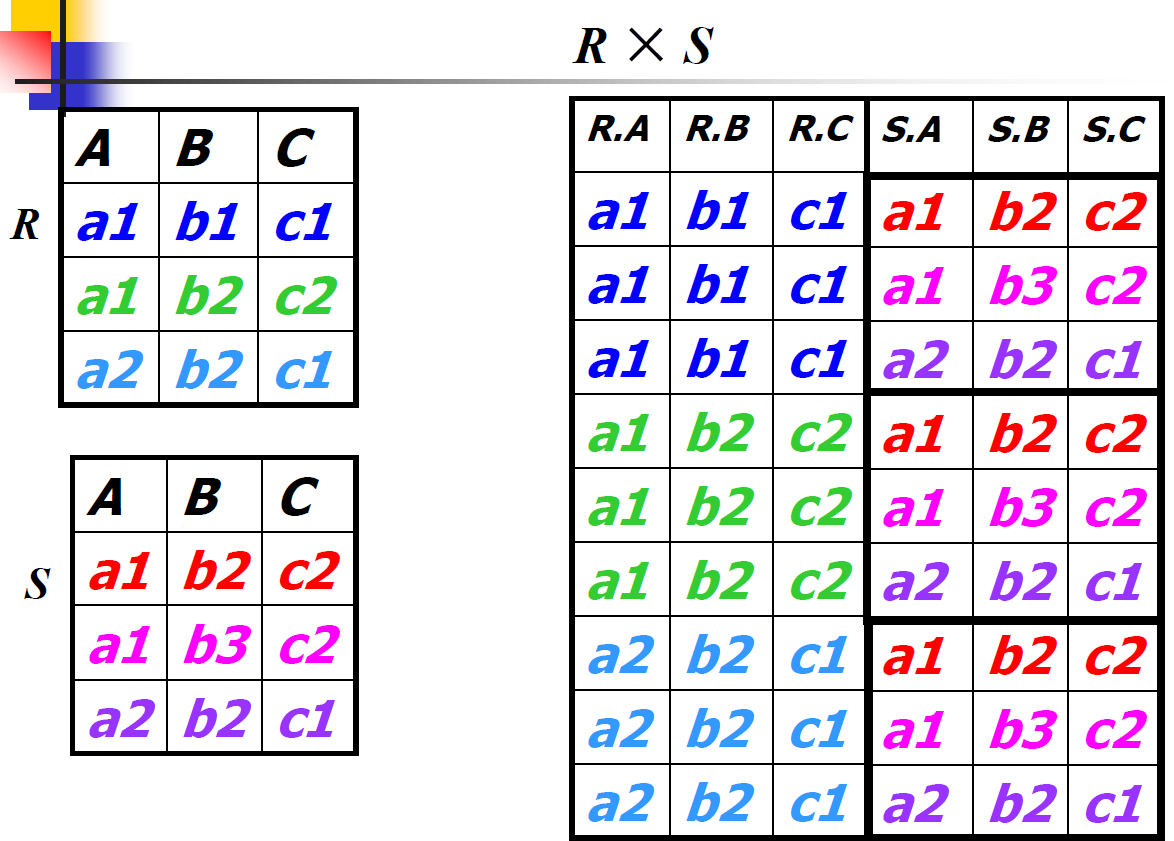 R × S
R
A B C
a1 b1 c1
a1 b2 c2
a2 b2 c1
S
A B C
a1 b2 c2
a1 b3 c2
a2 b2 c1
R.A R.B R.C S.A S.B S.C
a1 b1 c1 a1 b2 c2
a1 b1 c1 a1 b3 c2
a1 b1 c1 a2 b2 c1
a1 b2 c2 a1 b2 c2
a1 b2 c2 a1 b3 c2
a1 b2 c2 a2 b2 c1
a2 b2 c1 a1 b2 c2
a2 b2 c1 a1 b3 c2
a2 b2 c1 a2 b2 c1